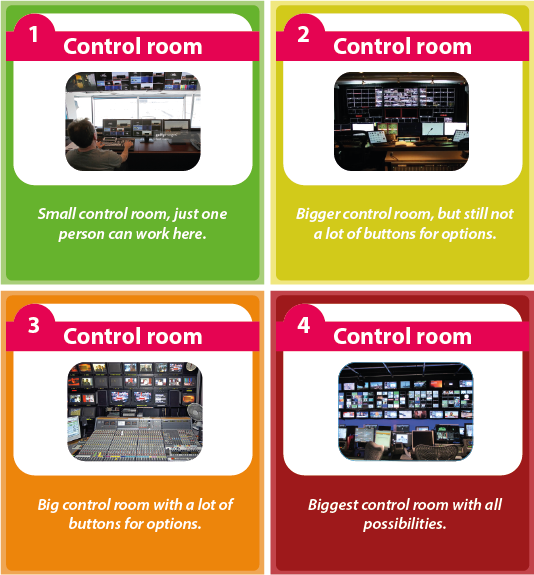 1
Control room
Small control room, just one
person can work here.
2
Control room
Bigger control room, but still not
a lot of buttons for options.
3
Control room
Big control room with a lot of
buttons for options.
4
Control room
Biggest control room with all
possibilities.